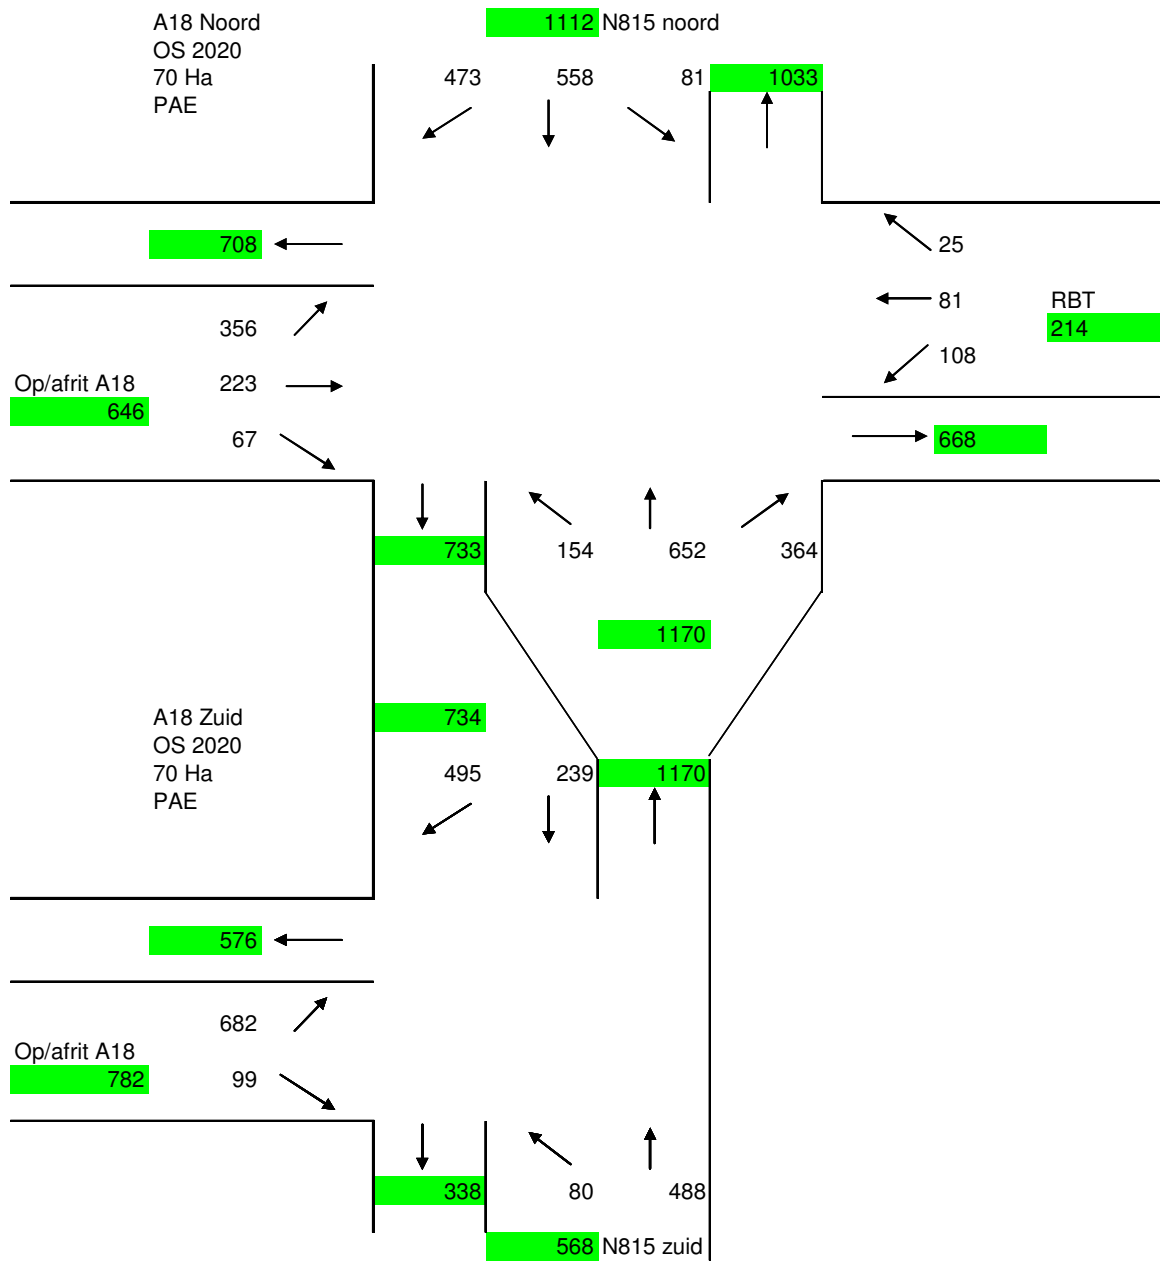 A18 Noord 1112 N815 noord
OS 2020
70 Ha 473 558 81 1033
PAE
708 25
81 RBT
356 214
108
Op/afrit A18 223
646
67 668
733 154 652 364
1170
A18 Zuid 734
OS 2020
70 Ha 495 239 1170
PAE
576
682
Op/afrit A18
782 99
338 80 488
568 N815 zuid